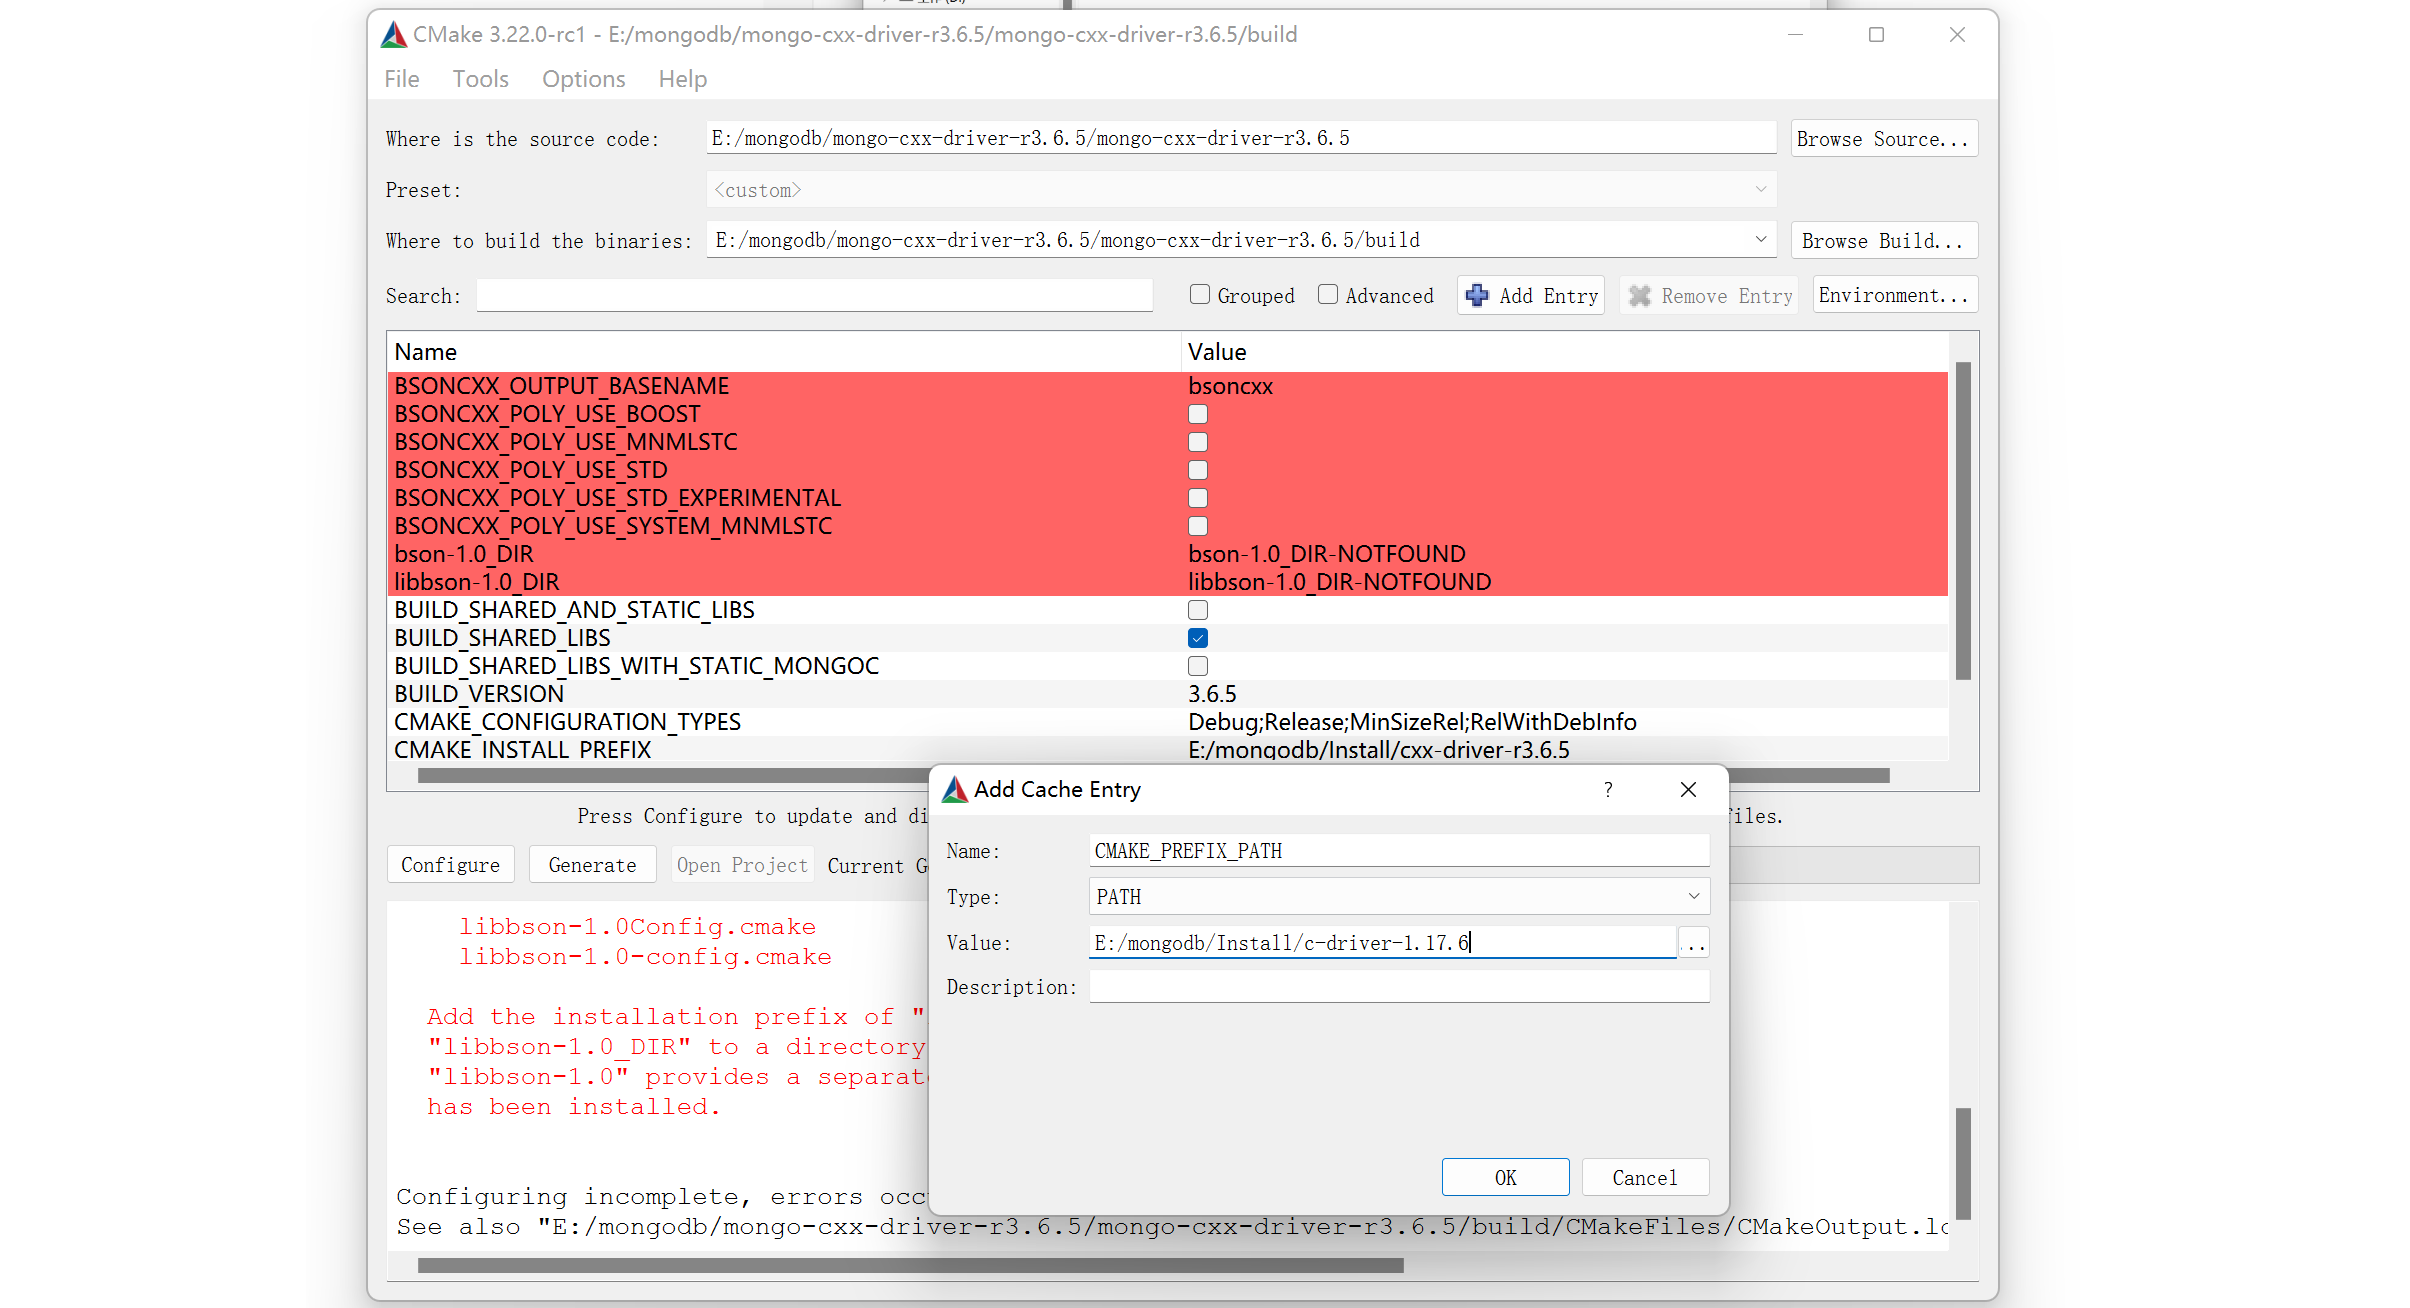 CMake 3.22.0-rc1 - E:/mongodb/mongo-cxx-driver-r3.6.5/mongo-cxx-driver-r3.6.5/build
File Tools Options Help
Where is the source code: E:/mongodb/mongo-cxx-driver-r3.6.5/mongo-cxx-driver-r3.6.5 Browse Source...
Preset: <custom>
Where to build the binaries: E:/mongodb/mongo-cxx-driver-r3.6.5/mongo-cxx-driver-r3.6.5/build Browse Build...
Search: Grouped Advanced Add Entry Remove Entry Environment...
Name Value
BSONCXX_OUTPUT_BASENAME bsoncxx
BSONCXX_POLY_USE_BOOST
BSONCXX_POLY_USE_MNMLSTC
BSONCXX_POLY_USE_STD
BSONCXX_POLY_USE_STD_EXPERIMENTAL
BSONCXX_POLY_USE_SYSTEM_MNMLSTC
bson-1.0_DIR bson-1.0_DIR-NOTFOUND
libbson-1.0_DIR libbson-1.0_DIR-NOTFOUND
BUILD_SHARED_AND_STATIC_LIBS
BUILD_SHARED_LIBS
BUILD_SHARED_LIBS_WITH_STATIC_MONGOC
BUILD_VERSION 3.6.5
CMAKE_CONFIGURATION_TYPES Debug;Release;MinSizeRel;RelWithDebInfo
CMAKE_INSTALL_PREFIX E:/mongodb/Install/cxx-driver-r3.6.5
Press Configure to update and di
iles.
Configure Generate Open Project Current G
libbson-1.0Config.cmake
libbson-1.0-config.cmake
Add the installation prefix of "
"libbson-1.0_DIR" to a directory
"libbson-1.0" provides a separat
has been installed.
Configuring incomplete, errors occ
See also "E:/mongodb/mongo-cxx-driver-r3.6.5/mongo-cxx-driver-r3.6.5/build/CMakeFiles/CMakeOutput.lo
Add Cache Entry ?
Name: CMAKE_PREFIX_PATH
Type: PATH
Value: E:/mongodb/Install/c-driver-1.17.6 ...
Description:
OK Cancel